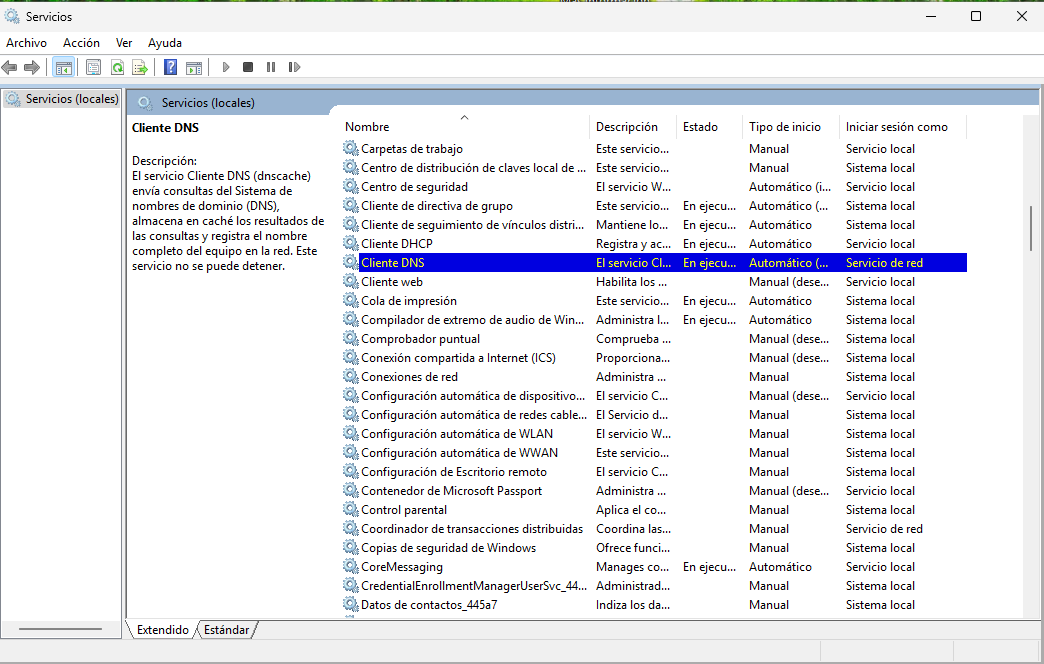 Servicios
Archivo Acción Ver Ayuda
Servicios (locales)
Servicios (locales)
Cliente DNS
Descripción:
El servicio Cliente DNS (dnscache)
envía consultas del Sistema de
nombres de dominio (DNS),
almacena en caché los resultados de
las consultas y registra el nombre
completo del equipo en la red. Este
servicio no se puede detener.
Nombre Descripción Estado Tipo de inicio Iniciar sesión como
Carpetas de trabajo Este servicio... Manual Servicio local
Centro de distribución de claves local de ... Este servicio... Manual Sistema local
Centro de seguridad El servicio W... Automático (i... Servicio local
Cliente de directiva de grupo Este servicio... En ejecu... Automático (... Sistema local
Cliente de seguimiento de vínculos distri... Mantiene lo... En ejecu... Automático Sistema local
Cliente DHCP Registra y ac... En ejecu... Automático Servicio local
Cliente DNS El servicio Cl... En ejecu... Automático (... Servicio de red
Cliente web Habilita los ... Manual (dese... Servicio local
Cola de impresión Este servicio... En ejecu... Automático Sistema local
Compilador de extremo de audio de Win... Administra l... En ejecu... Automático Sistema local
Comprobador puntual Comprueba ... Manual (dese... Sistema local
Conexión compartida a Internet (ICS) Proporciona... Manual (dese... Sistema local
Conexiones de red Administra ... Manual Sistema local
Configuración automática de dispositivo... El servicio C... Manual (dese... Servicio local
Configuración automática de redes cable... El Servicio d... Manual Sistema local
Configuración automática de WLAN El servicio W... Manual Sistema local
Configuración automática de WWAN Este servicio... Manual Sistema local
Configuración de Escritorio remoto El servicio C... Manual Sistema local
Contenedor de Microsoft Passport Administra ... Manual (dese... Servicio local
Control parental Aplica el co... Manual Sistema local
Coordinador de transacciones distribuidas Coordina las... Manual Servicio de red
Copias de seguridad de Windows Ofrece funci... Manual Sistema local
CoreMessaging Manages co... En ejecu... Automático Servicio local
CredentialEnrollmentManagerUserSvc_44... Administrad... Manual Sistema local
Datos de contactos_445a7 Indiza los da... Manual Sistema local
Extendido Estándar